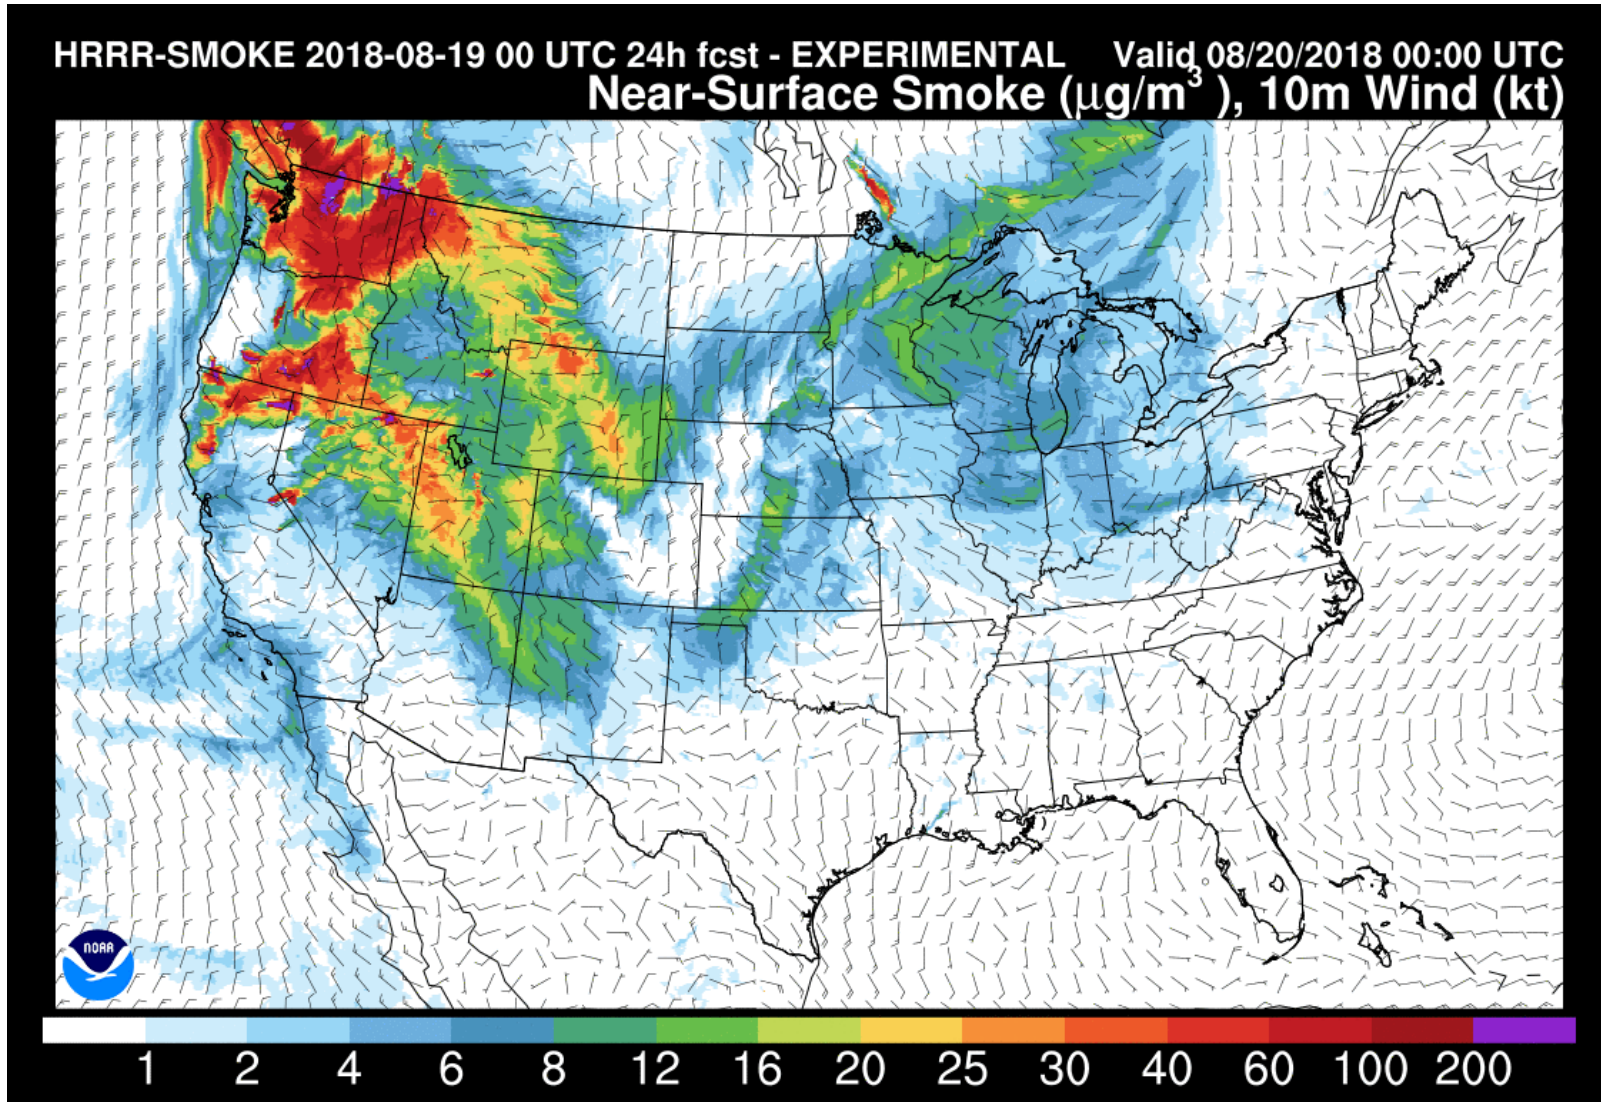 HRRR-SMOKE 2018-08-19 00 UTC 24h fcst - EXPERIMENTAL Valid 08/20/2018 00:00 UTC
Near-Surface Smoke (µg/m³ ), 10m Wind (kt)
NOAA
1 2 4 6 8 12 16 20 25 30 40 60 100 200